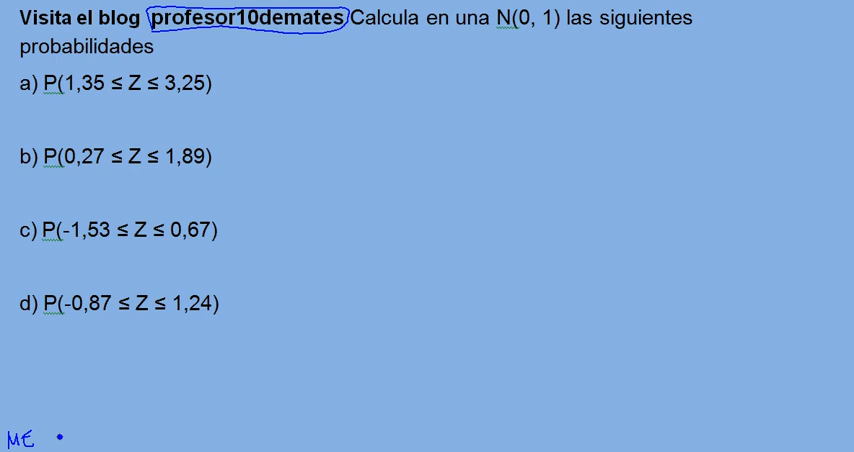 Visita el blog profesor10demates Calcula en una N(0, 1) las siguientes
probabilidades
a) P(1,35 ≤ Z ≤ 3,25)
b) P(0,27 ≤ Z ≤ 1,89)
c) P(-1,53 ≤ Z ≤ 0,67)
d) P(-0,87 ≤ Z ≤ 1,24)
ME